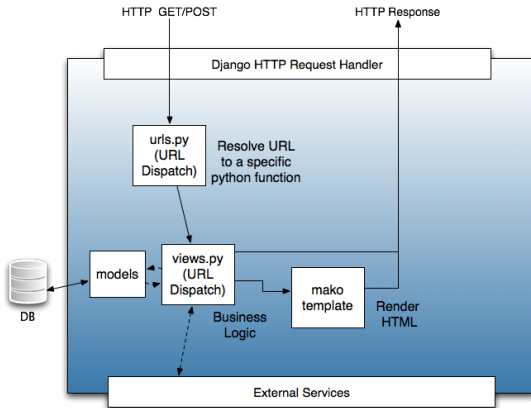 HTTP GET/POST
HTTP Response
Django HTTP Request Handler
urls.py
(URL
Dispatch)
Resolve URL
to a specific
python function
models
views.py
(URL
Dispatch)
DB
Business
Logic
mako
template
Render
HTML
External Services